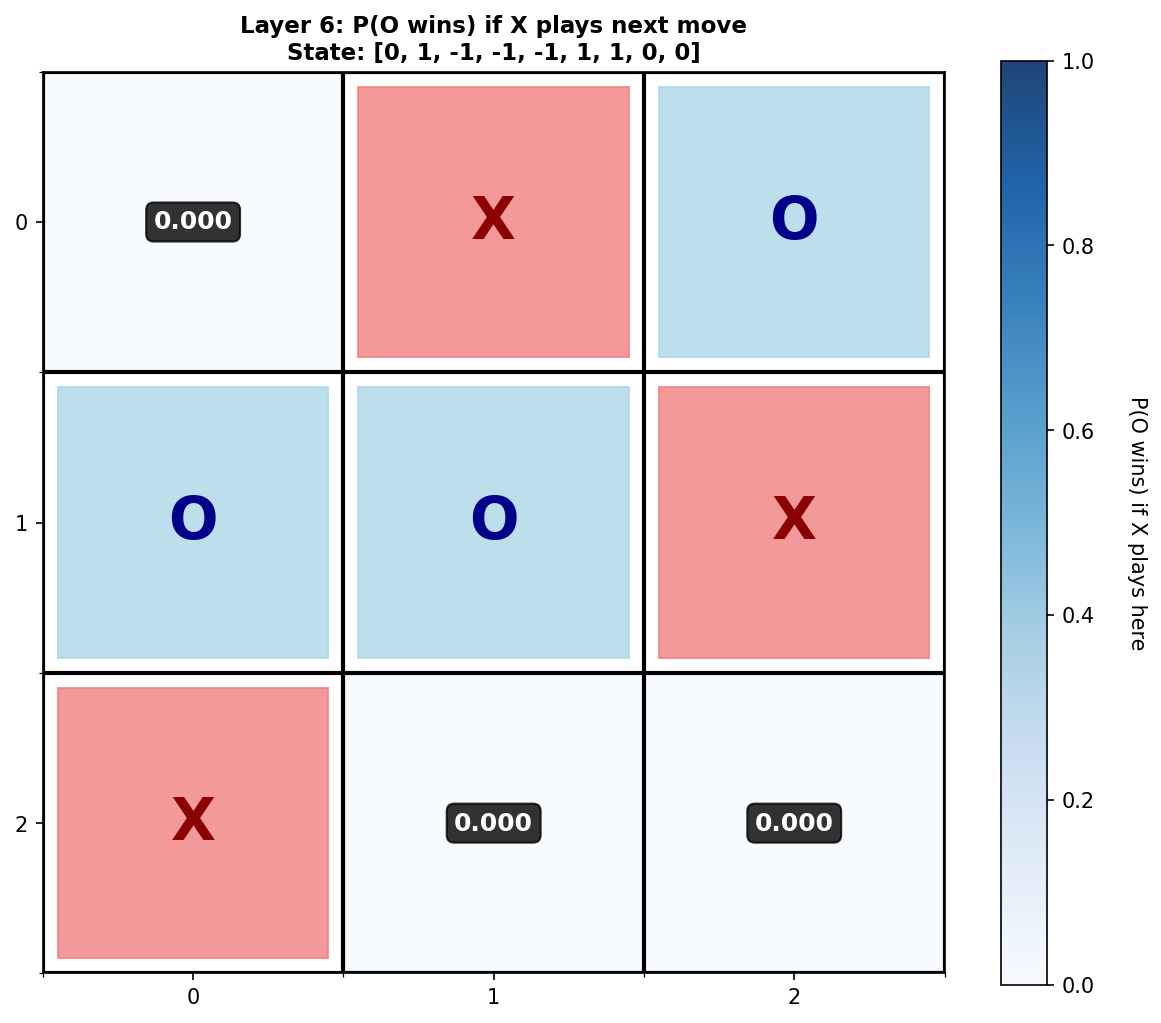 Layer 6: P(O wins) if X plays next move
State: [0, 1, -1, -1, -1, 1, 1, 0, 0]
0
0.000
X
O
1
O
O
X
2
X
0.000
0.000
0
1
2
1.0
0.8
0.6
0.4
0.2
0.0
P(O wins) if X plays here